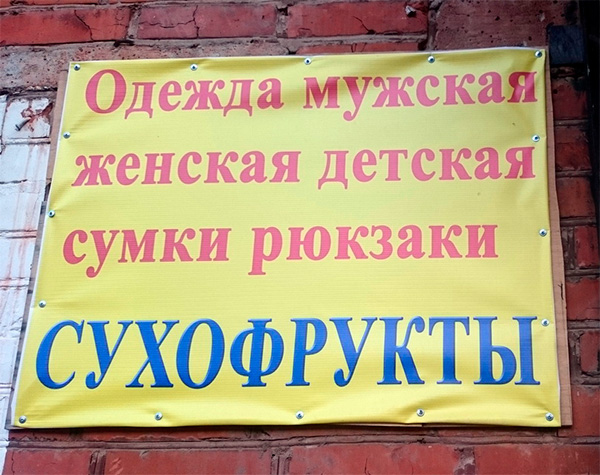 Одежда мужская
женская детская
сумки рюкзаки
СУХОФРУКТЫ